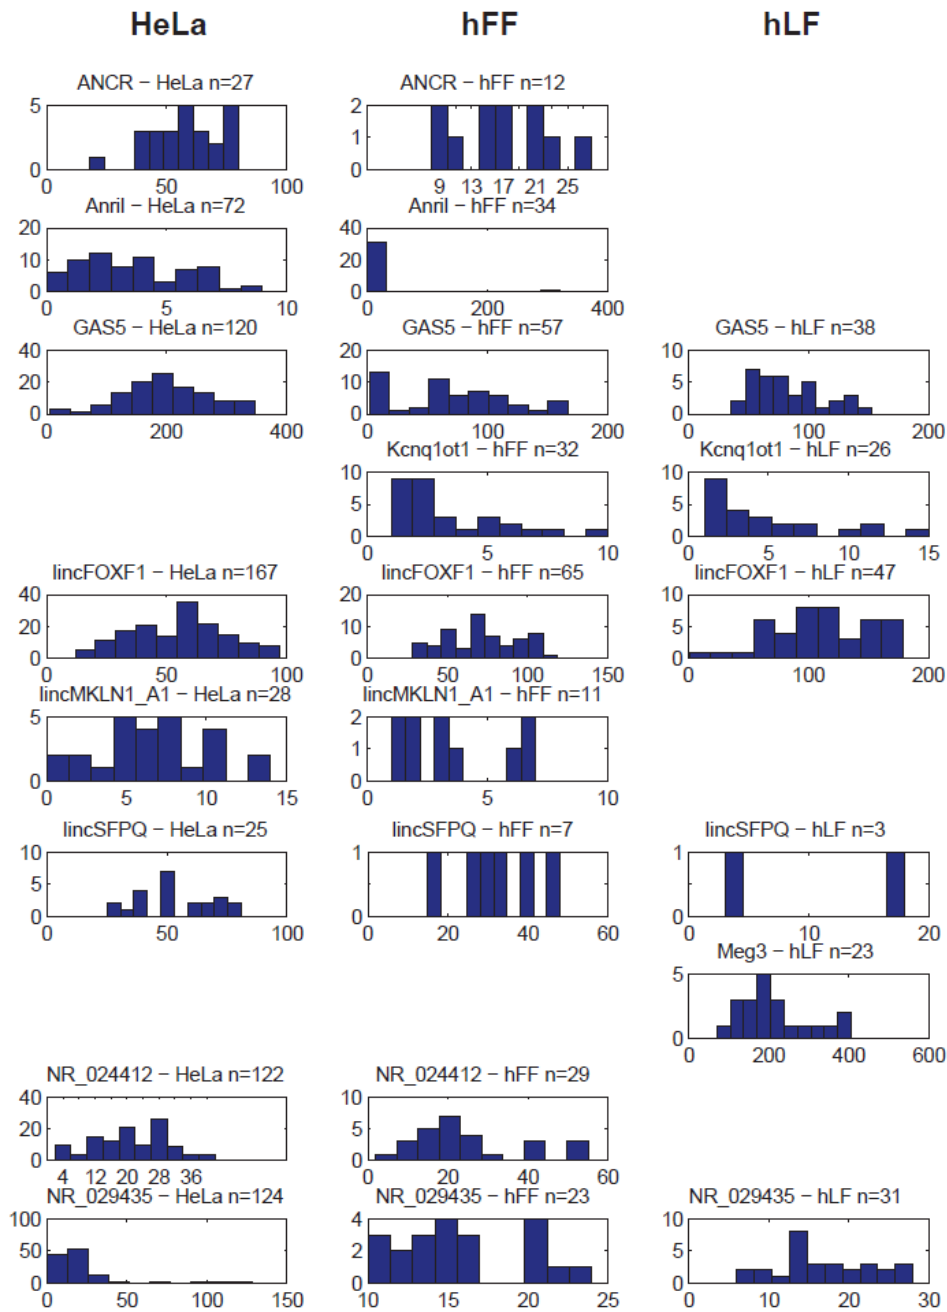 HeLa hFF hLF
ANCR − HeLa n=27 ANCR − hFF n=12
5 2
1
0 0
0 50 100 9 13 17 21 25
Anril − HeLa n=72 Anril − hFF n=34
20 40
10 20
0 0
0 5 10 0 200 400
GAS5 − HeLa n=120 GAS5 − hFF n=57 GAS5 − hLF n=38
40 20 10
20 10 5
0 0 0
0 200 400 0 100 200 0 100 200
Kcnq1ot1 − hFF n=32 Kcnq1ot1 − hLF n=26
10 10
5 5
0 0
0 5 10 0 5 10 15
lincFOXF1 − HeLa n=167 lincFOXF1 − hFF n=65 lincFOXF1 − hLF n=47
40 20 10
20 10 5
0 0 0
0 50 100 0 50 100 150 0 100 200
lincMKLN1_A1 − HeLa n=28 lincMKLN1_A1 − hFF n=11
5 2
1
0 0
0 5 10 15 0 5 10
lincSFPQ − HeLa n=25 lincSFPQ − hFF n=7 lincSFPQ − hLF n=3
10 1 1
5
0 0 0
0 50 100 0 20 40 60 0 10 20
Meg3 − hLF n=23
5
0
0 200 400 600
NR_024412 − HeLa n=122 NR_024412 − hFF n=29
40 10
20 5
0 0
4 12 20 28 36 0 20 40 60
NR_029435 − HeLa n=124 NR_029435 − hFF n=23 NR_029435 − hLF n=31
100 4 10
50 2 5
0 0 0
0 50 100 150 10 15 20 25 0 10 20 30